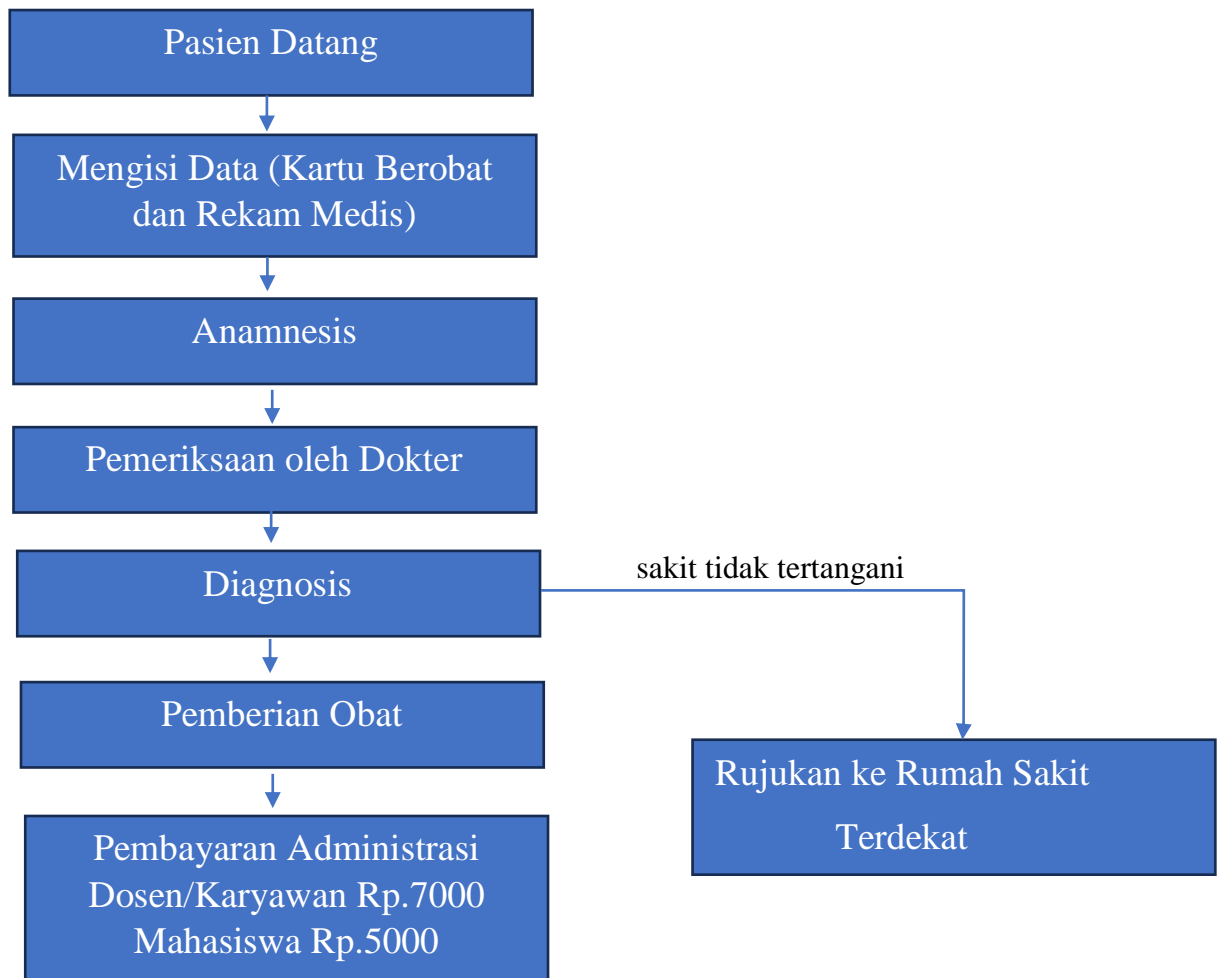 Pasien Datang
Mengisi Data (Kartu Berobat
dan Rekam Medis)
Anamnesis
Pemeriksaan oleh Dokter
Diagnosis
sakit tidak tertangani
Pemberian Obat
Rujukan ke Rumah Sakit
Terdekat
Pembayaran Administrasi
Dosen/Karyawan Rp.7000
Mahasiswa Rp.5000